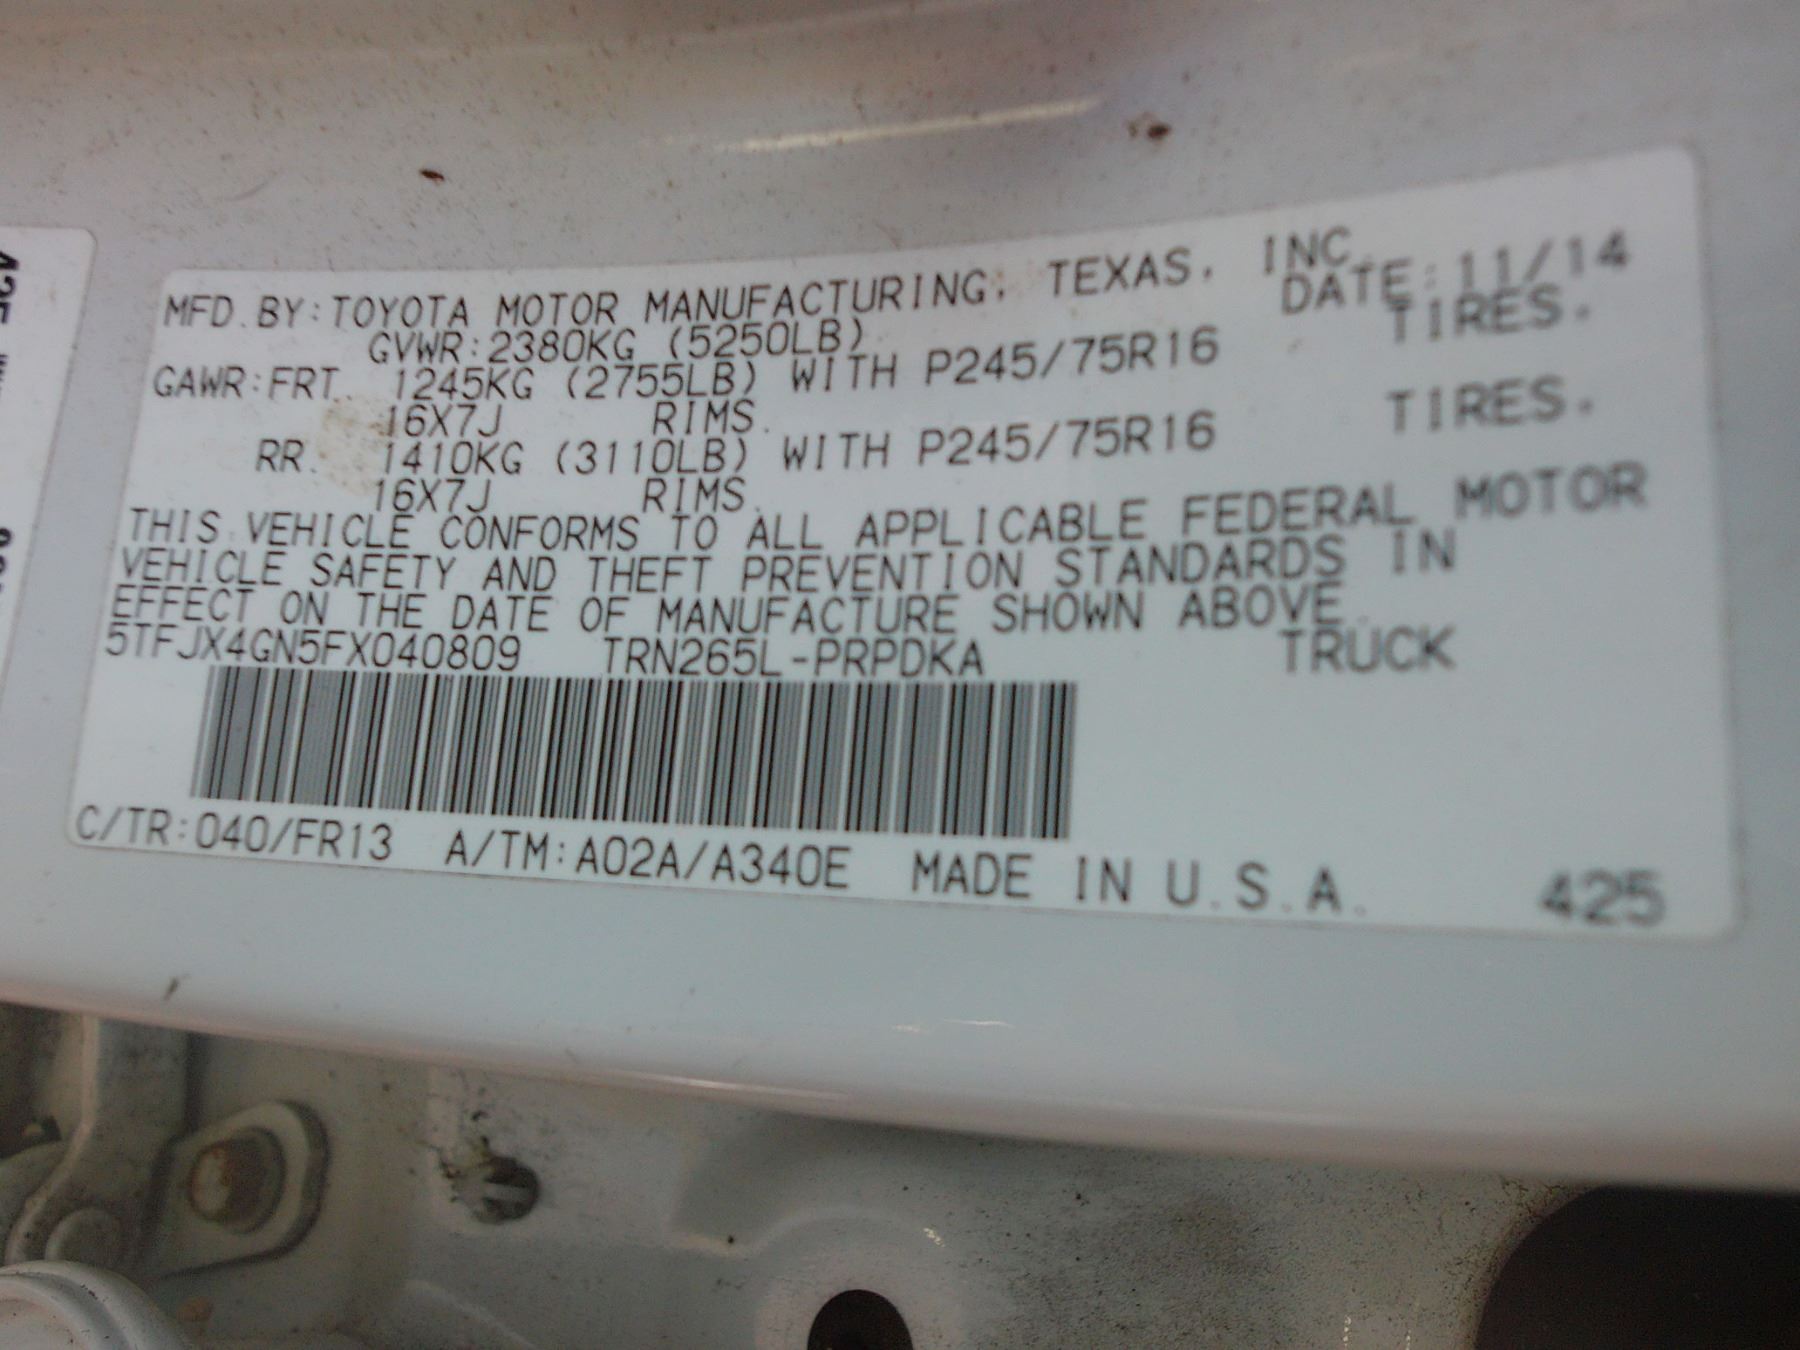 MFD. BY: TOYOTA MOTOR MANUFACTURING, TEXAS, INC.
DATE: 11/14
GVWR: 2380KG (5250LB)
GAWR: FRT. 1245KG (2755LB) WITH P245/75R16 TIRES.
16X7J RIMS.
RR. 1410KG (3110LB) WITH P245/75R16 TIRES.
16X7J RIMS.
THIS VEHICLE CONFORMS TO ALL APPLICABLE FEDERAL MOTOR
VEHICLE SAFETY AND THEFT PREVENTION STANDARDS IN
EFFECT ON THE DATE OF MANUFACTURE SHOWN ABOVE.
5TFJX4GN5FX040809 TRN265L-PRPDKA TRUCK
C/TR: 040/FR13 A/TM: A02A/A340E MADE IN U.S.A. 425